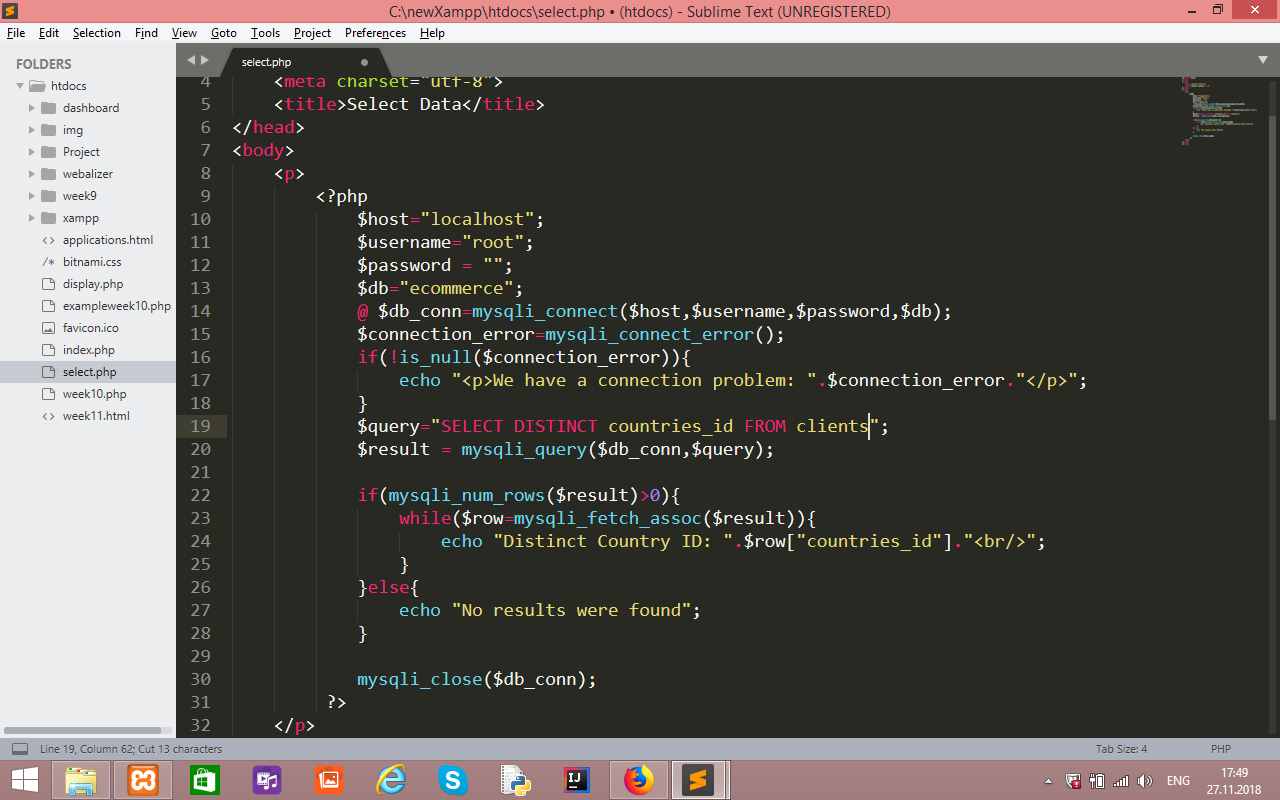 C:\newXampp\htdocs\select.php • (htdocs) - Sublime Text (UNREGISTERED)
File Edit Selection Find View Goto Tools Project Preferences Help
FOLDERS
htdocs
dashboard
img
Project
webalizer
week9
xampp
<> applications.html
/* bitnami.css
display.php
exampleweek10.php
favicon.ico
index.php
select.php
week10.php
<> week11.html
select.php
4 <meta charset="utf-8">
5 <title>Select Data</title>
6 </head>
7 <body>
8 <p>
9 <?php
10 $host="localhost";
11 $username="root";
12 $password = "";
13 $db="ecommerce";
14 @ $db_conn=mysqli_connect($host,$username,$password,$db);
15 $connection_error=mysqli_connect_error();
16 if(!is_null($connection_error)){
17 echo "<p>We have a connection problem: ".$connection_error."</p>";
18 }
19 $query="SELECT DISTINCT countries_id FROM clients";
20 $result = mysqli_query($db_conn,$query);
21
22 if(mysqli_num_rows($result)>0){
23 while($row=mysqli_fetch_assoc($result)){
24 echo "Distinct Country ID: ".$row["countries_id"]."<br/>";
25 }
26 }else{
27 echo "No results were found";
28 }
29
30 mysqli_close($db_conn);
31 ?>
32 </p>
Line 19, Column 62; Cut 13 characters
Tab Size: 4 PHP
IJ
ENG
17:49
27.11.2018